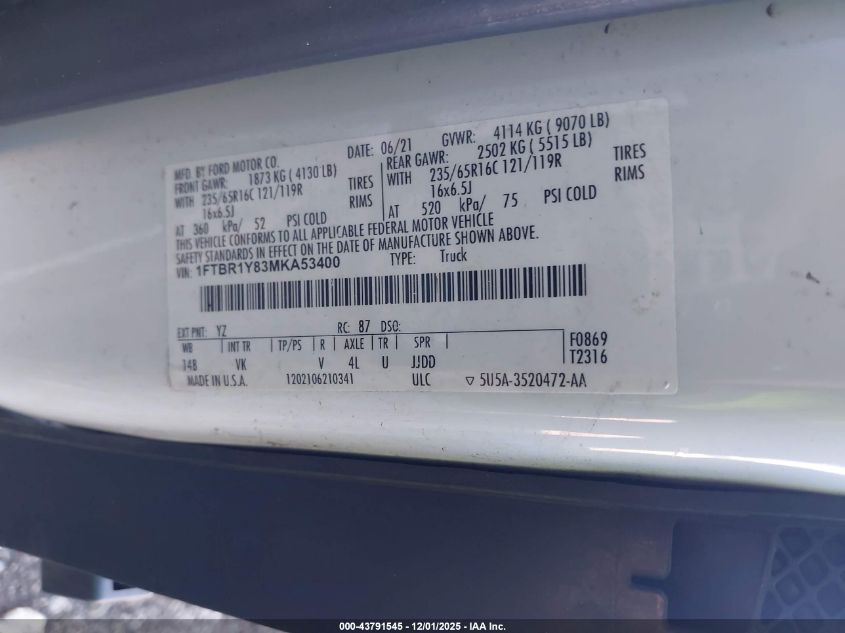 MFD. BY FORD MOTOR CO.
DATE: 06/21 GVWR: 4114 KG ( 9070 LB)
FRONT GAWR: 1873 KG ( 4130 LB)
WITH 235/65R16C 121/119R TIRES
16x6.5J RIMS
AT 360 kPa/ 52 PSI COLD
REAR GAWR: 2502 KG ( 5515 LB)
WITH 235/65R16C 121/119R TIRES
16x6.5J RIMS
AT 520 kPa/ 75 PSI COLD
THIS VEHICLE CONFORMS TO ALL APPLICABLE FEDERAL MOTOR VEHICLE
SAFETY STANDARDS IN EFFECT ON THE DATE OF MANUFACTURE SHOWN ABOVE.
VIN: 1FTBR1Y83MKA53400 TYPE: Truck
EXT PNT: YZ RC: 87 DSO:
WB INT TR TP/PS R AXLE TR SPR F0869
148 VK V 4L U JJDD T2316
MADE IN U.S.A. 1202106210341 ULC ▽ 5U5A-3520472-AA
000-43791545 - 12/01/2025 - IAA Inc.